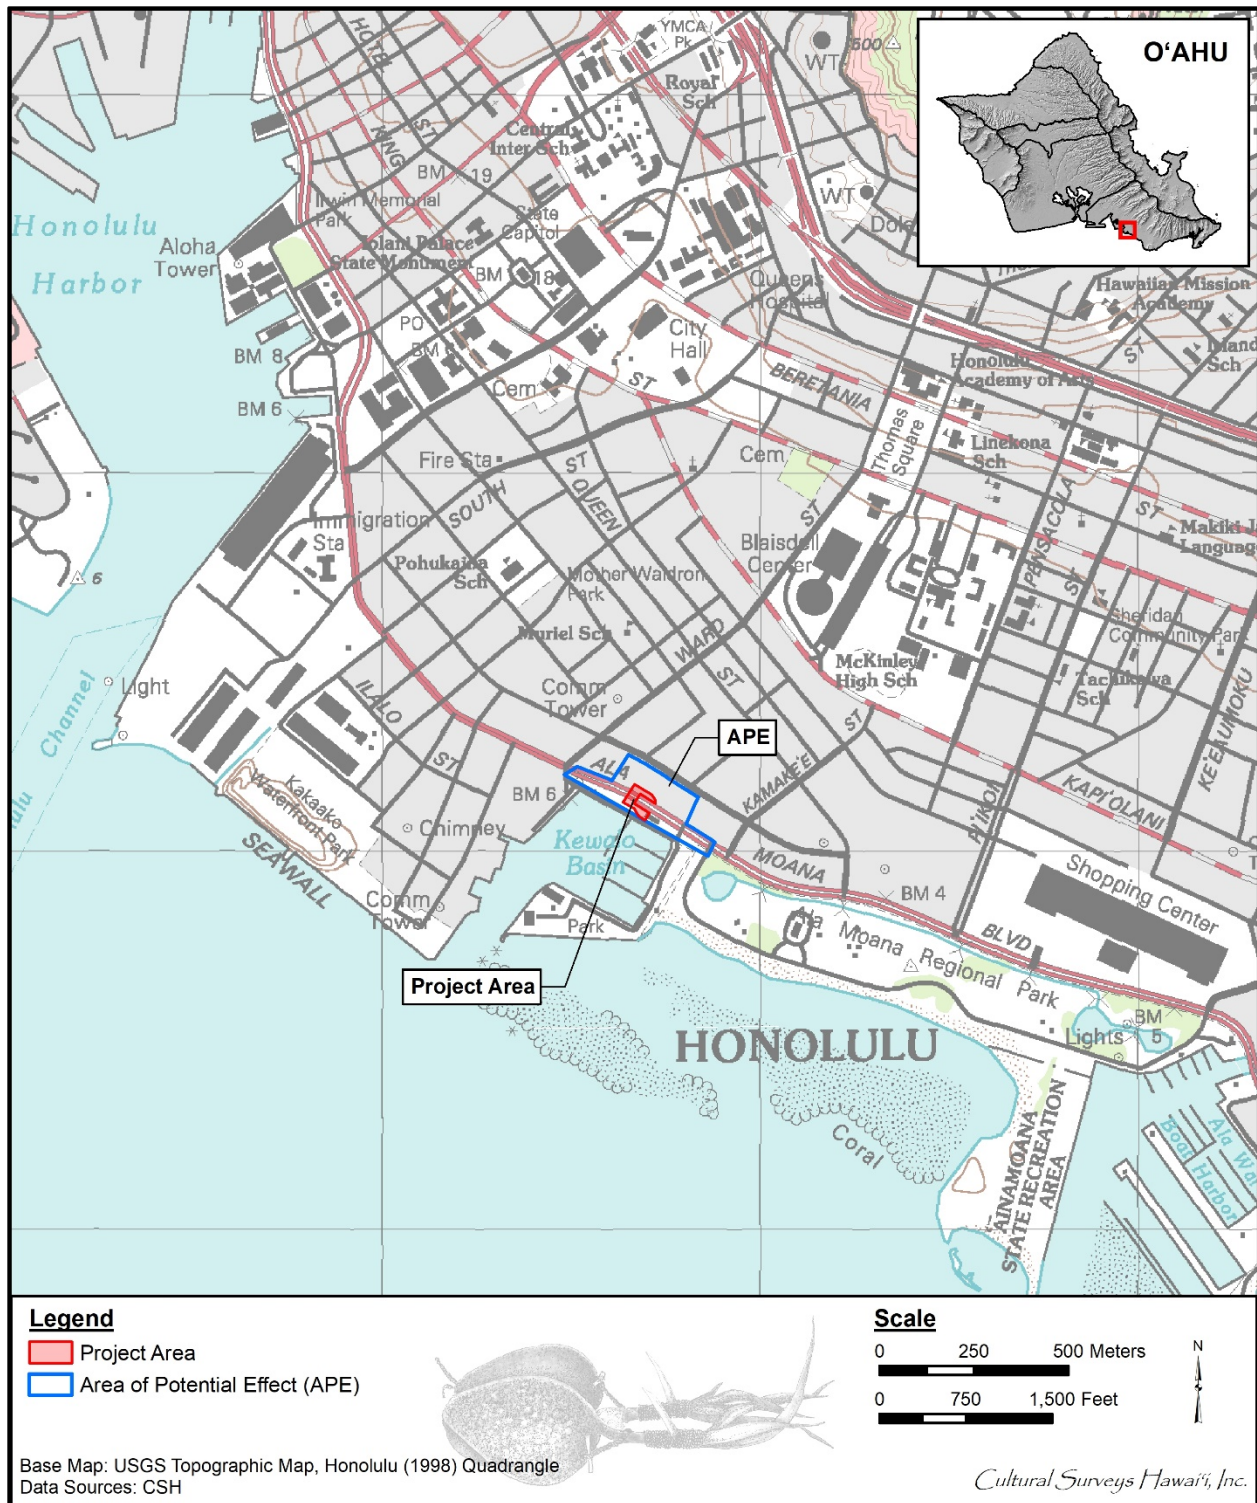 YMCA
Pk
HOTEL
ST
KING
500
WT
O‘AHU
Royal
Sch
Central
Inter Sch
BM
19
WT
Honolulu
Harbor
Irwin Memorial
Park
State
Capitol
Aloha
Tower
Iolani Palace
State Monument
BM
18
Dole
Queens
Hospital
Hawaiian Mission
Academy
PO
BM
City
Hall
ST
BM 8
Honolulu
Academy of Arts
Cem
ST
BERETANIA
BM 6
Thomas
Square
Linekona
Sch
Fire Sta
ST
QUEEN
Cem
SOUTH
PENSACOLA
ST
ST
Immigration
Sta
Blaisdell
Center
Makiki
Language
6
Pohukaina
Sch
Mother Waldron
Park
ST
Sheridan
Community Park
Muriel Sch
WARD
ST
McKinley
High Sch
Tachikawa
Sch
Light
Channel
ILALO
ST
Comm
Tower
APE
ST
KE‘EAUMOKU
ALA
KAMAKE‘E
PI‘IKOI
KAPI‘OLANI
Kakaako
Waterfront Park
BM 6
Chimney
Kewalo
Basin
SEAWALL
MOANA
Shopping Center
Comm
Tower
BM 4
Park
Ala Moana Regional Park
BLVD
Project Area
BM
5
Lights
HONOLULU
Coral
‘AINAMOANA
STATE RECREATION
AREA
Boat Harbor
Legend
Project Area
Area of Potential Effect (APE)
Scale
0 250 500 Meters
0 750 1,500 Feet
N
Base Map: USGS Topographic Map, Honolulu (1998) Quadrangle
Data Sources: CSH
Cultural Surveys Hawai‘i, Inc.